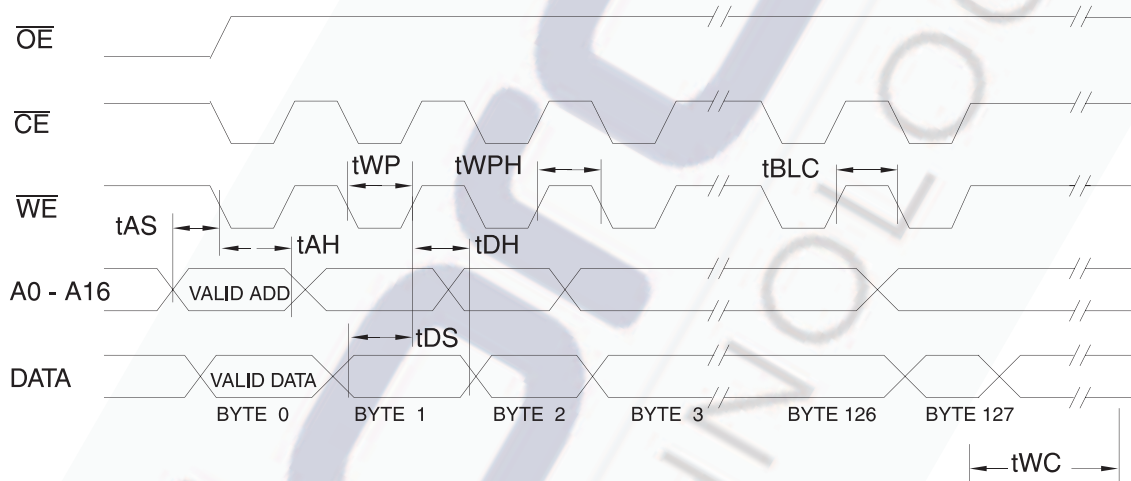 OE
CE
tWP tWPH tBLC
WE
tAS
tAH tDH
A0 - A16 VALID ADD
tDS
DATA VALID DATA
BYTE 0 BYTE 1 BYTE 2 BYTE 3 BYTE 126 BYTE 127
tWC
INOLO